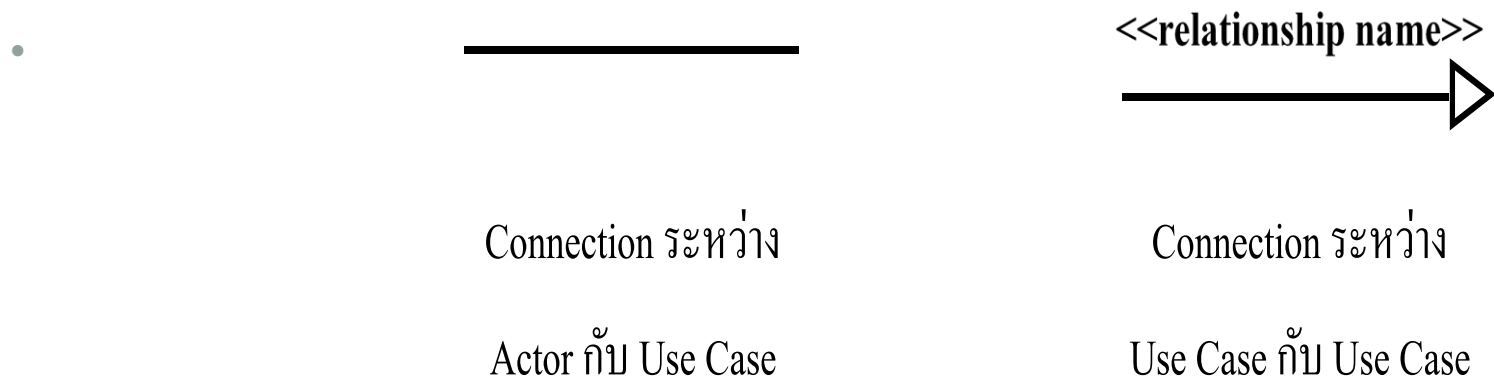 <<relationship name>>
Connection ระหว่าง
Actor กับ Use Case
Connection ระหว่าง
Use Case กับ Use Case